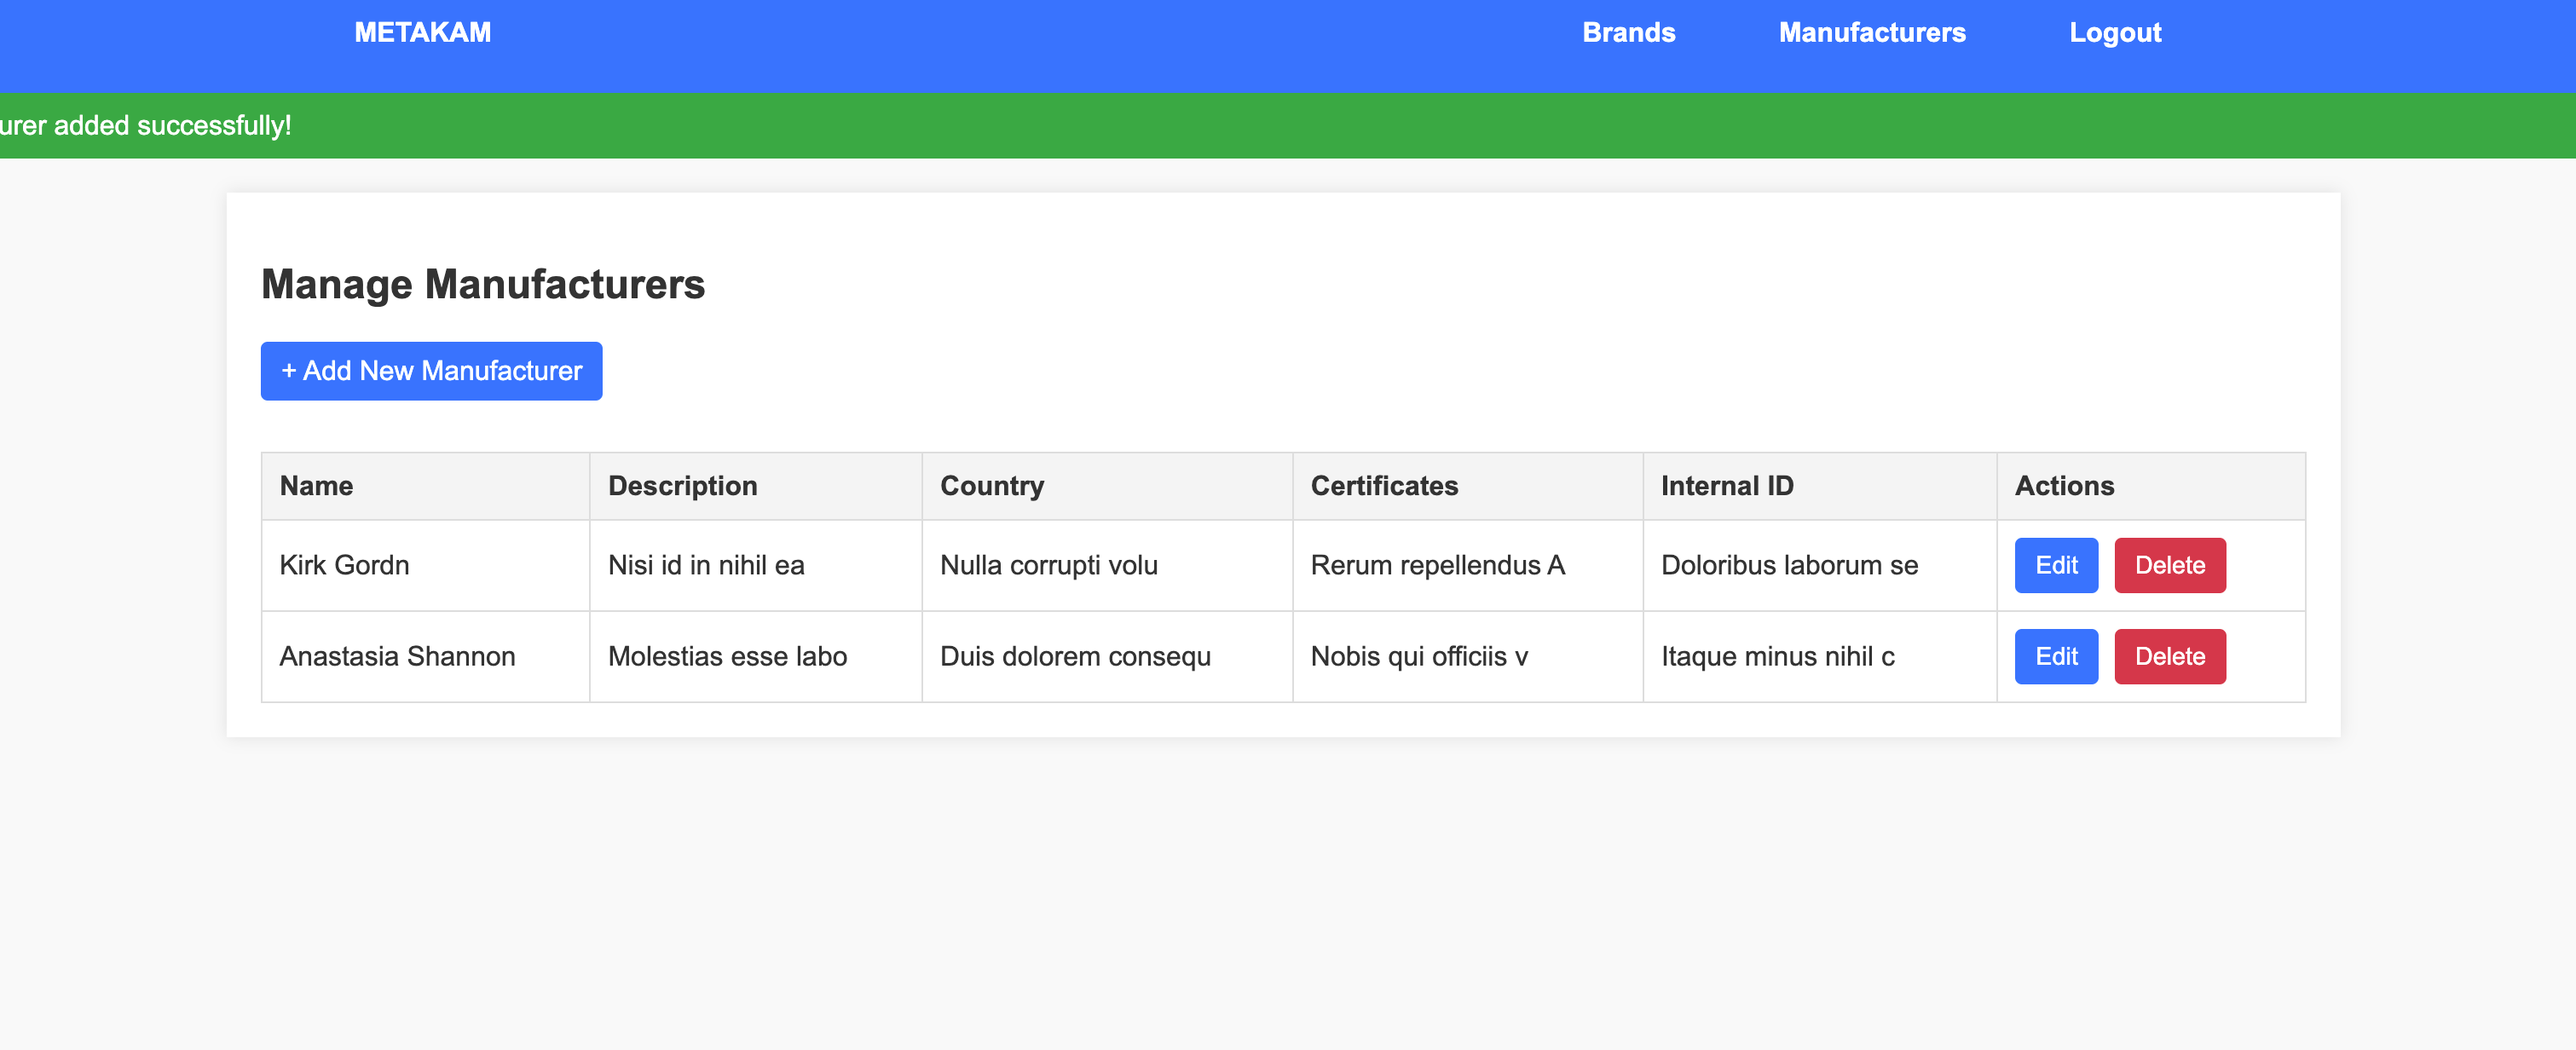 METAKAM Brands Manufacturers Logout
urer added successfully!
Manage Manufacturers
+ Add New Manufacturer
Name Description Country Certificates Internal ID Actions
Kirk Gordn Nisi id in nihil ea Nulla corrupti volu Rerum repellendus A Doloribus laborum se Edit Delete
Anastasia Shannon Molestias esse labo Duis dolorem consequ Nobis qui officiis v Itaque minus nihil c Edit Delete